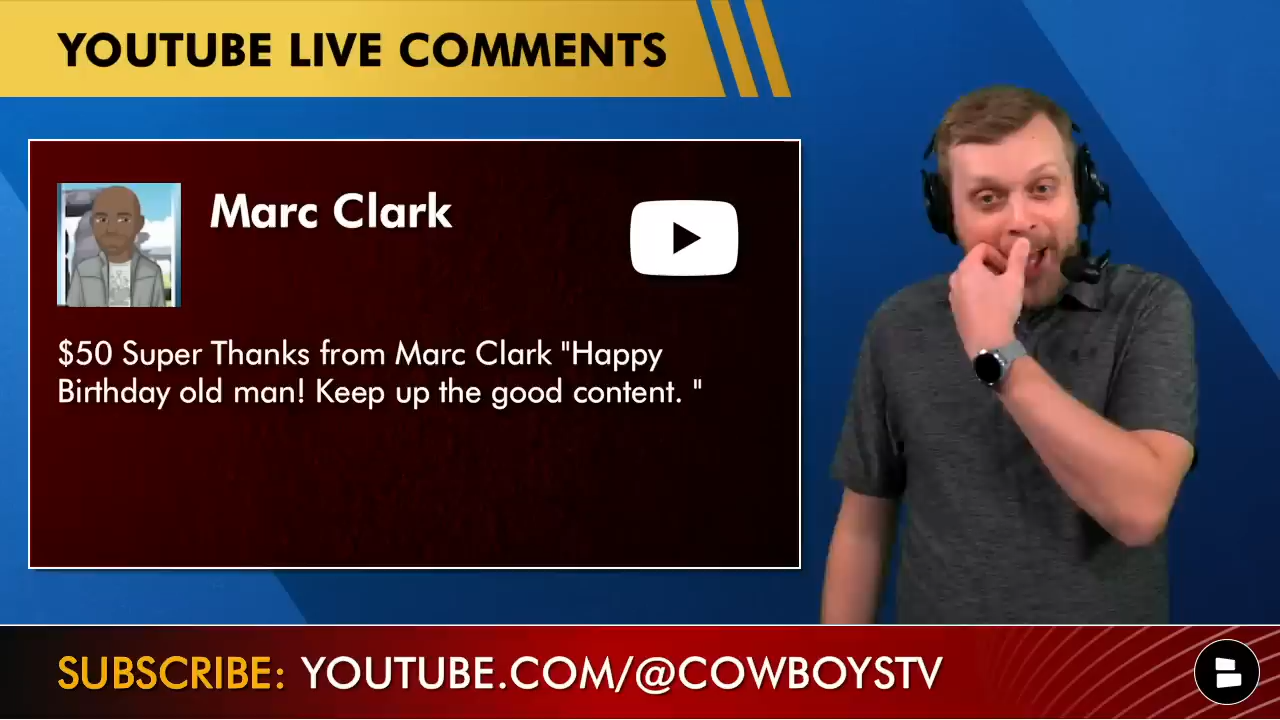 YOUTUBE LIVE COMMENTS
Marc Clark
$50 Super Thanks from Marc Clark "Happy
Birthday old man! Keep up the good content. "
SUBSCRIBE: YOUTUBE.COM/@COWBOYSTV